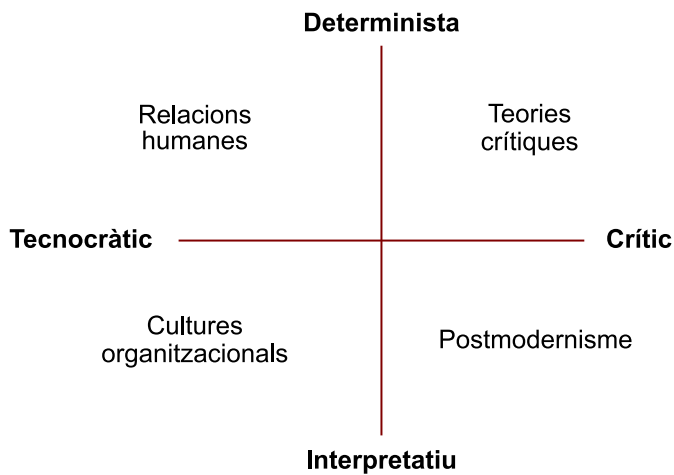 Determinista
Relacions
humanes
Teories
crítiques
Tecnocràtic
Crític
Cultures
organitzacionals
Postmodernisme
Interpretatiu